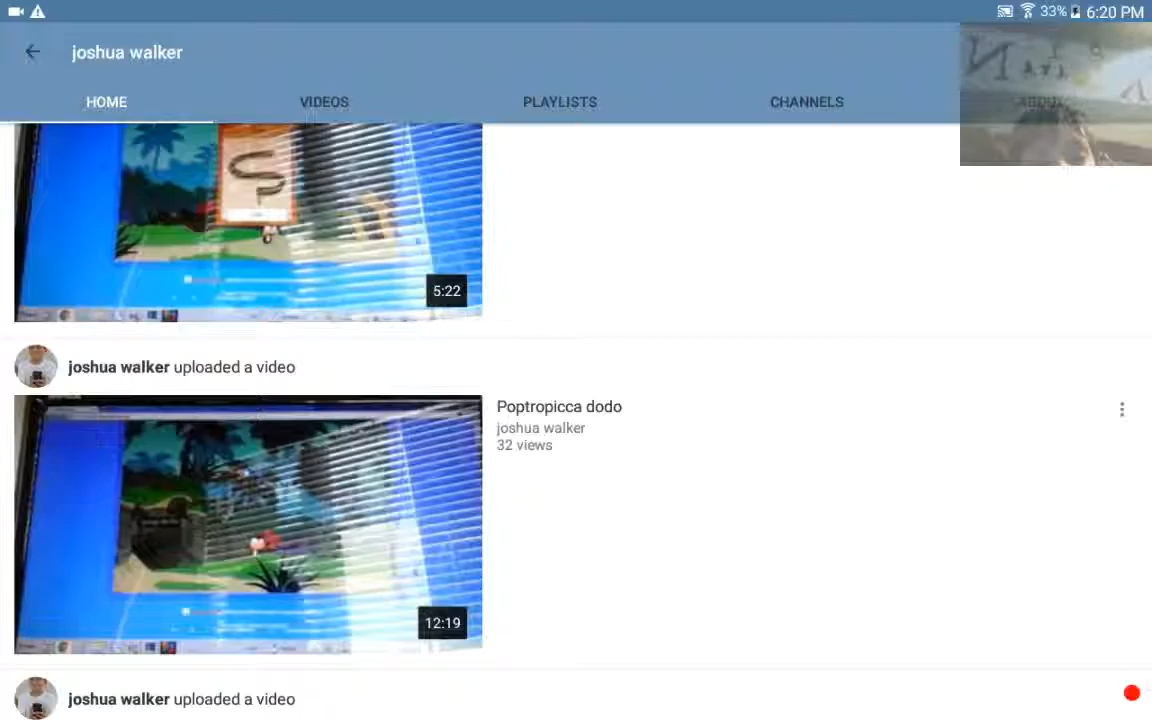 33% 6:20 PM
joshua walker
HOME VIDEOS PLAYLISTS CHANNELS ABOUT
5:22
joshua walker uploaded a video
Poptropicca dodo
joshua walker
32 views
12:19
joshua walker uploaded a video